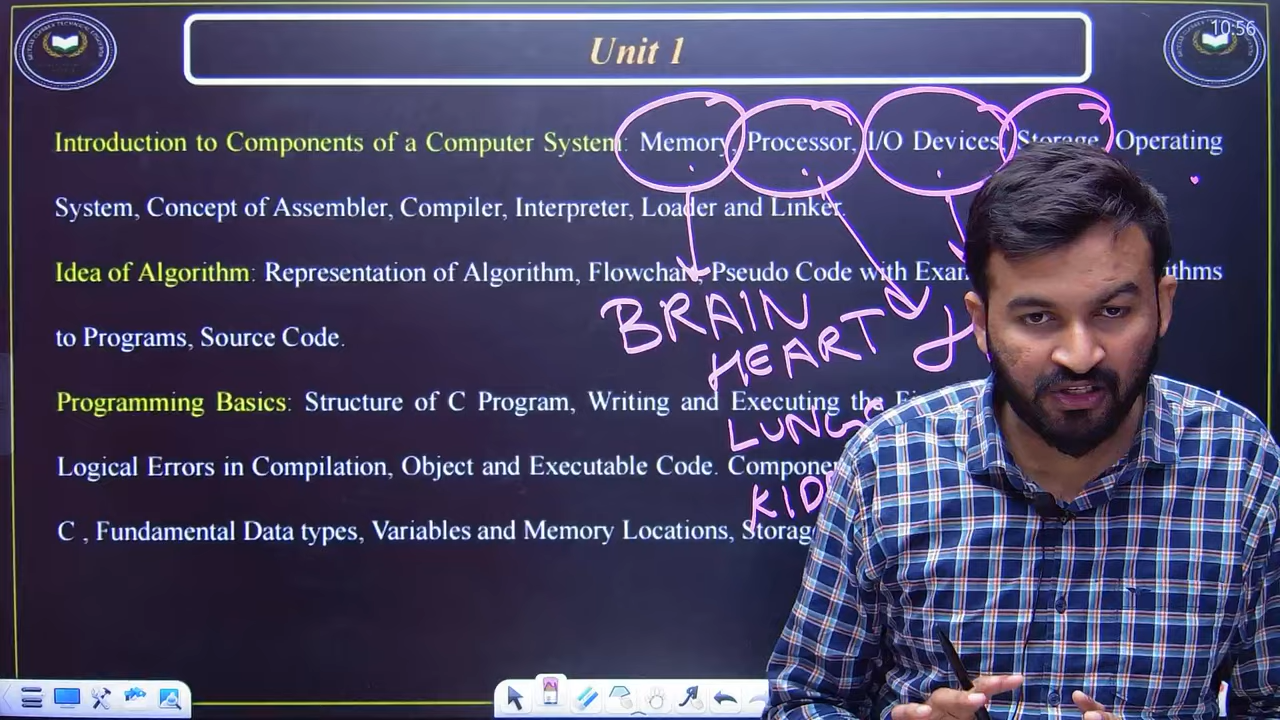 10:56
Unit 1
Introduction to Components of a Computer System: Memory, Processor, I/O Devices, Storage, Operating
System, Concept of Assembler, Compiler, Interpreter, Loader and Linker.
Idea of Algorithm: Representation of Algorithm, Flowchart, Pseudo Code with
to Programs, Source Code.
Programming Basics: Structure of C Program, Writing and Executing the
Logical Errors in Compilation, Object and Executable Code.
C , Fundamental Data types, Variables and Memory Locations,
BRAIN
HEART
LUNGS